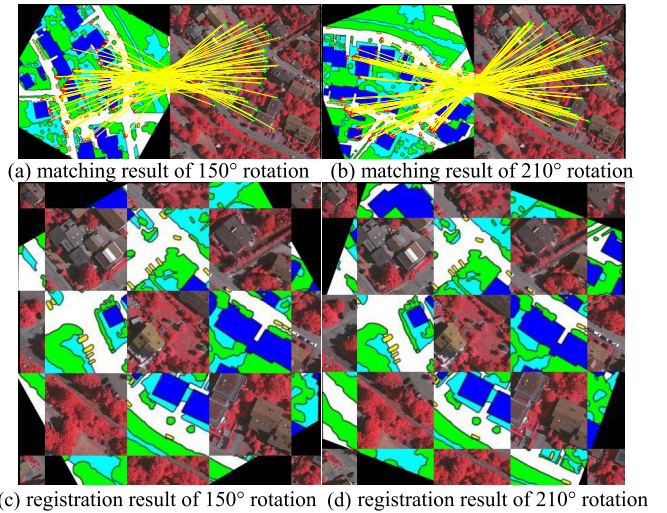 (a) matching result of 150° rotation
(b) matching result of 210° rotation
(c) registration result of 150° rotation
(d) registration result of 210° rotation